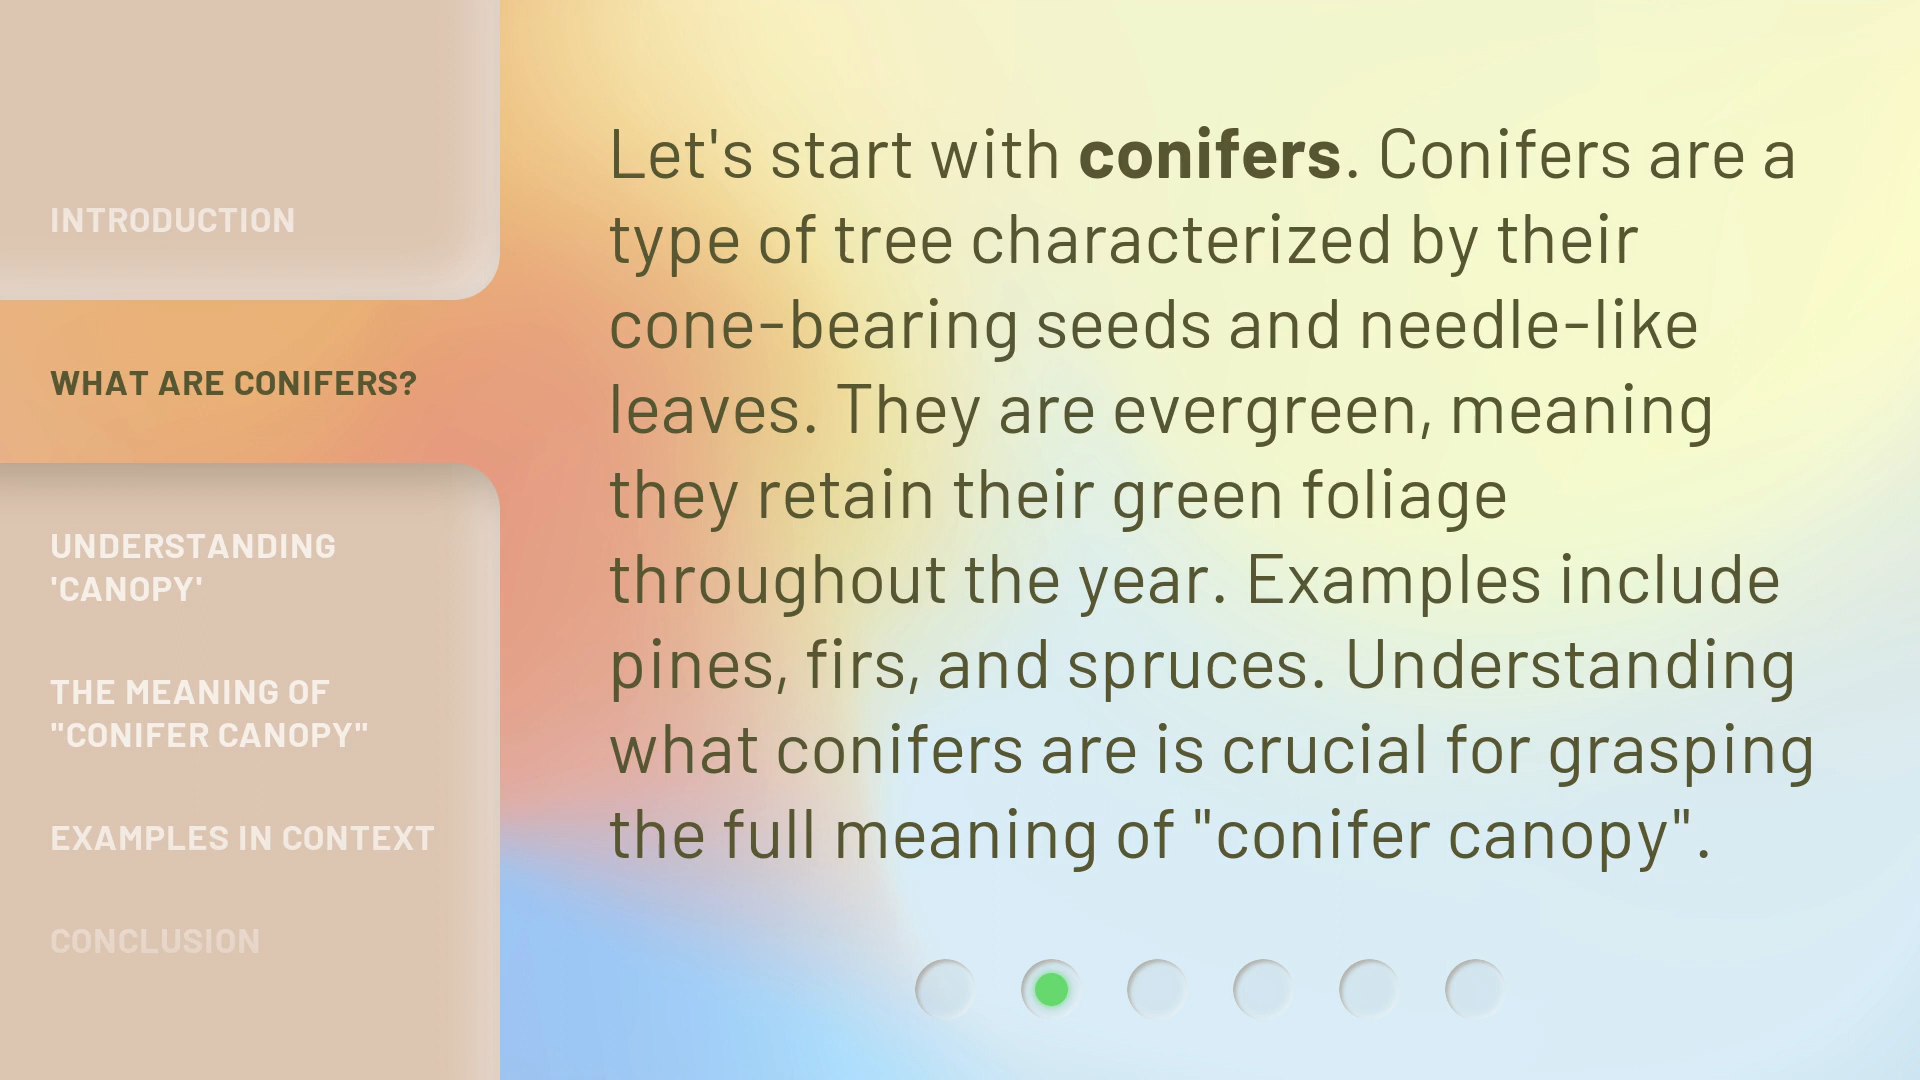 INTRODUCTION
WHAT ARE CONIFERS?
UNDERSTANDING
'CANOPY'
THE MEANING OF
"CONIFER CANOPY"
EXAMPLES IN CONTEXT
CONCLUSION
Let's start with conifers. Conifers are a
type of tree characterized by their
cone-bearing seeds and needle-like
leaves. They are evergreen, meaning
they retain their green foliage
throughout the year. Examples include
pines, firs, and spruces. Understanding
what conifers are is crucial for grasping
the full meaning of "conifer canopy".